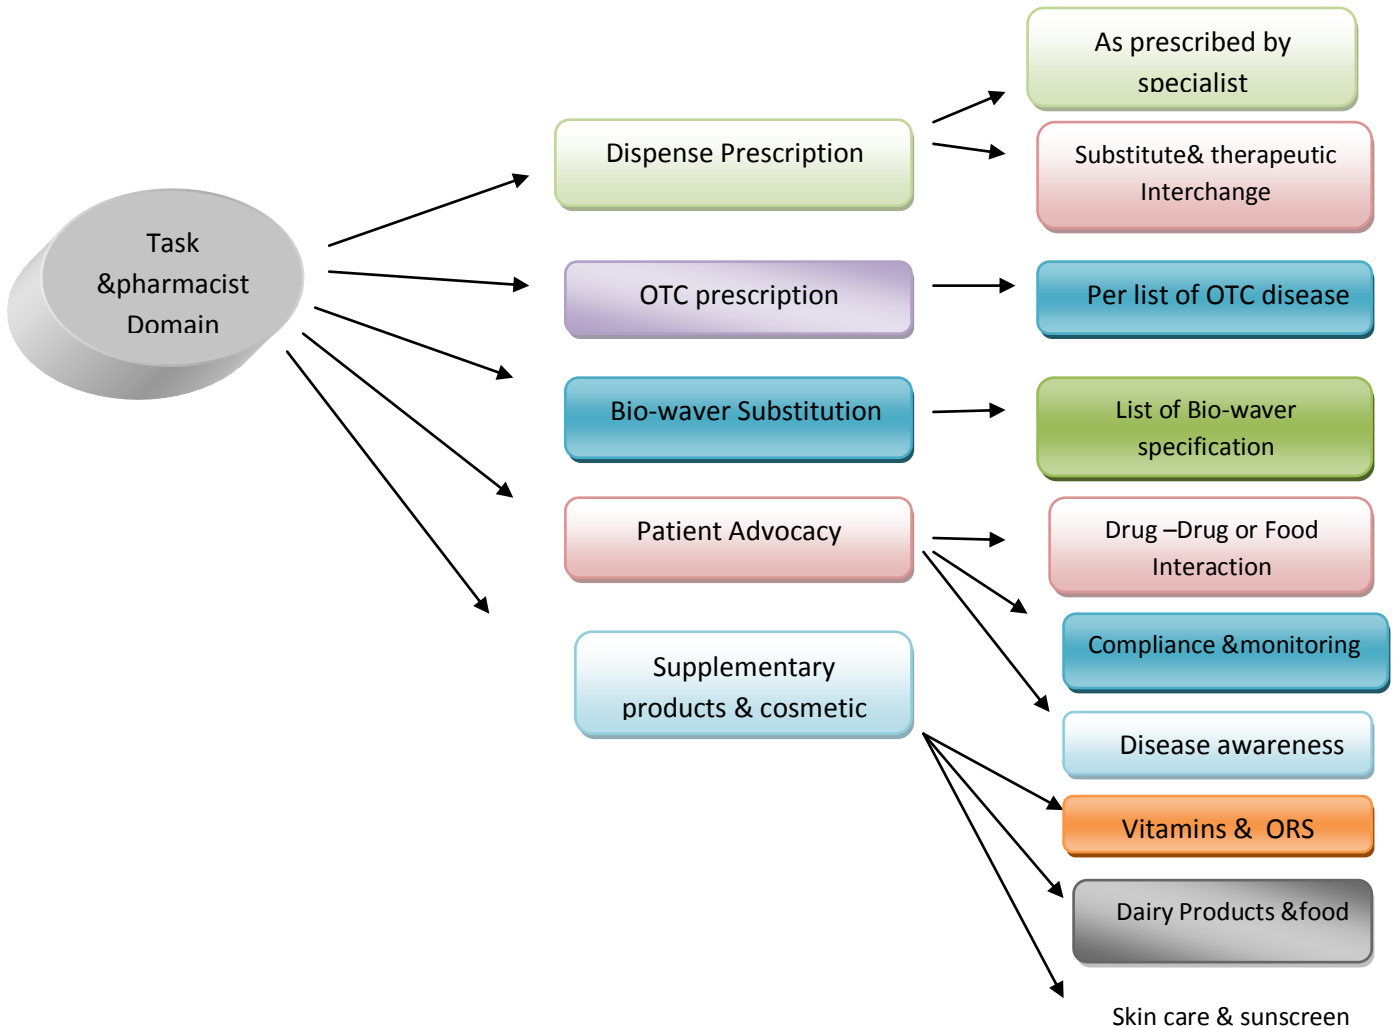 Task
&pharmacist
Domain
Dispense Prescription
OTC prescription
Bio-waver Substitution
Patient Advocacy
Supplementary
products & cosmetic
As prescribed by
specialist
Substitute& therapeutic
Interchange
Per list of OTC disease
List of Bio-waver
specification
Drug –Drug or Food
Interaction
Compliance &monitoring
Disease awareness
Vitamins & ORS
Dairy Products &food
Skin care & sunscreen